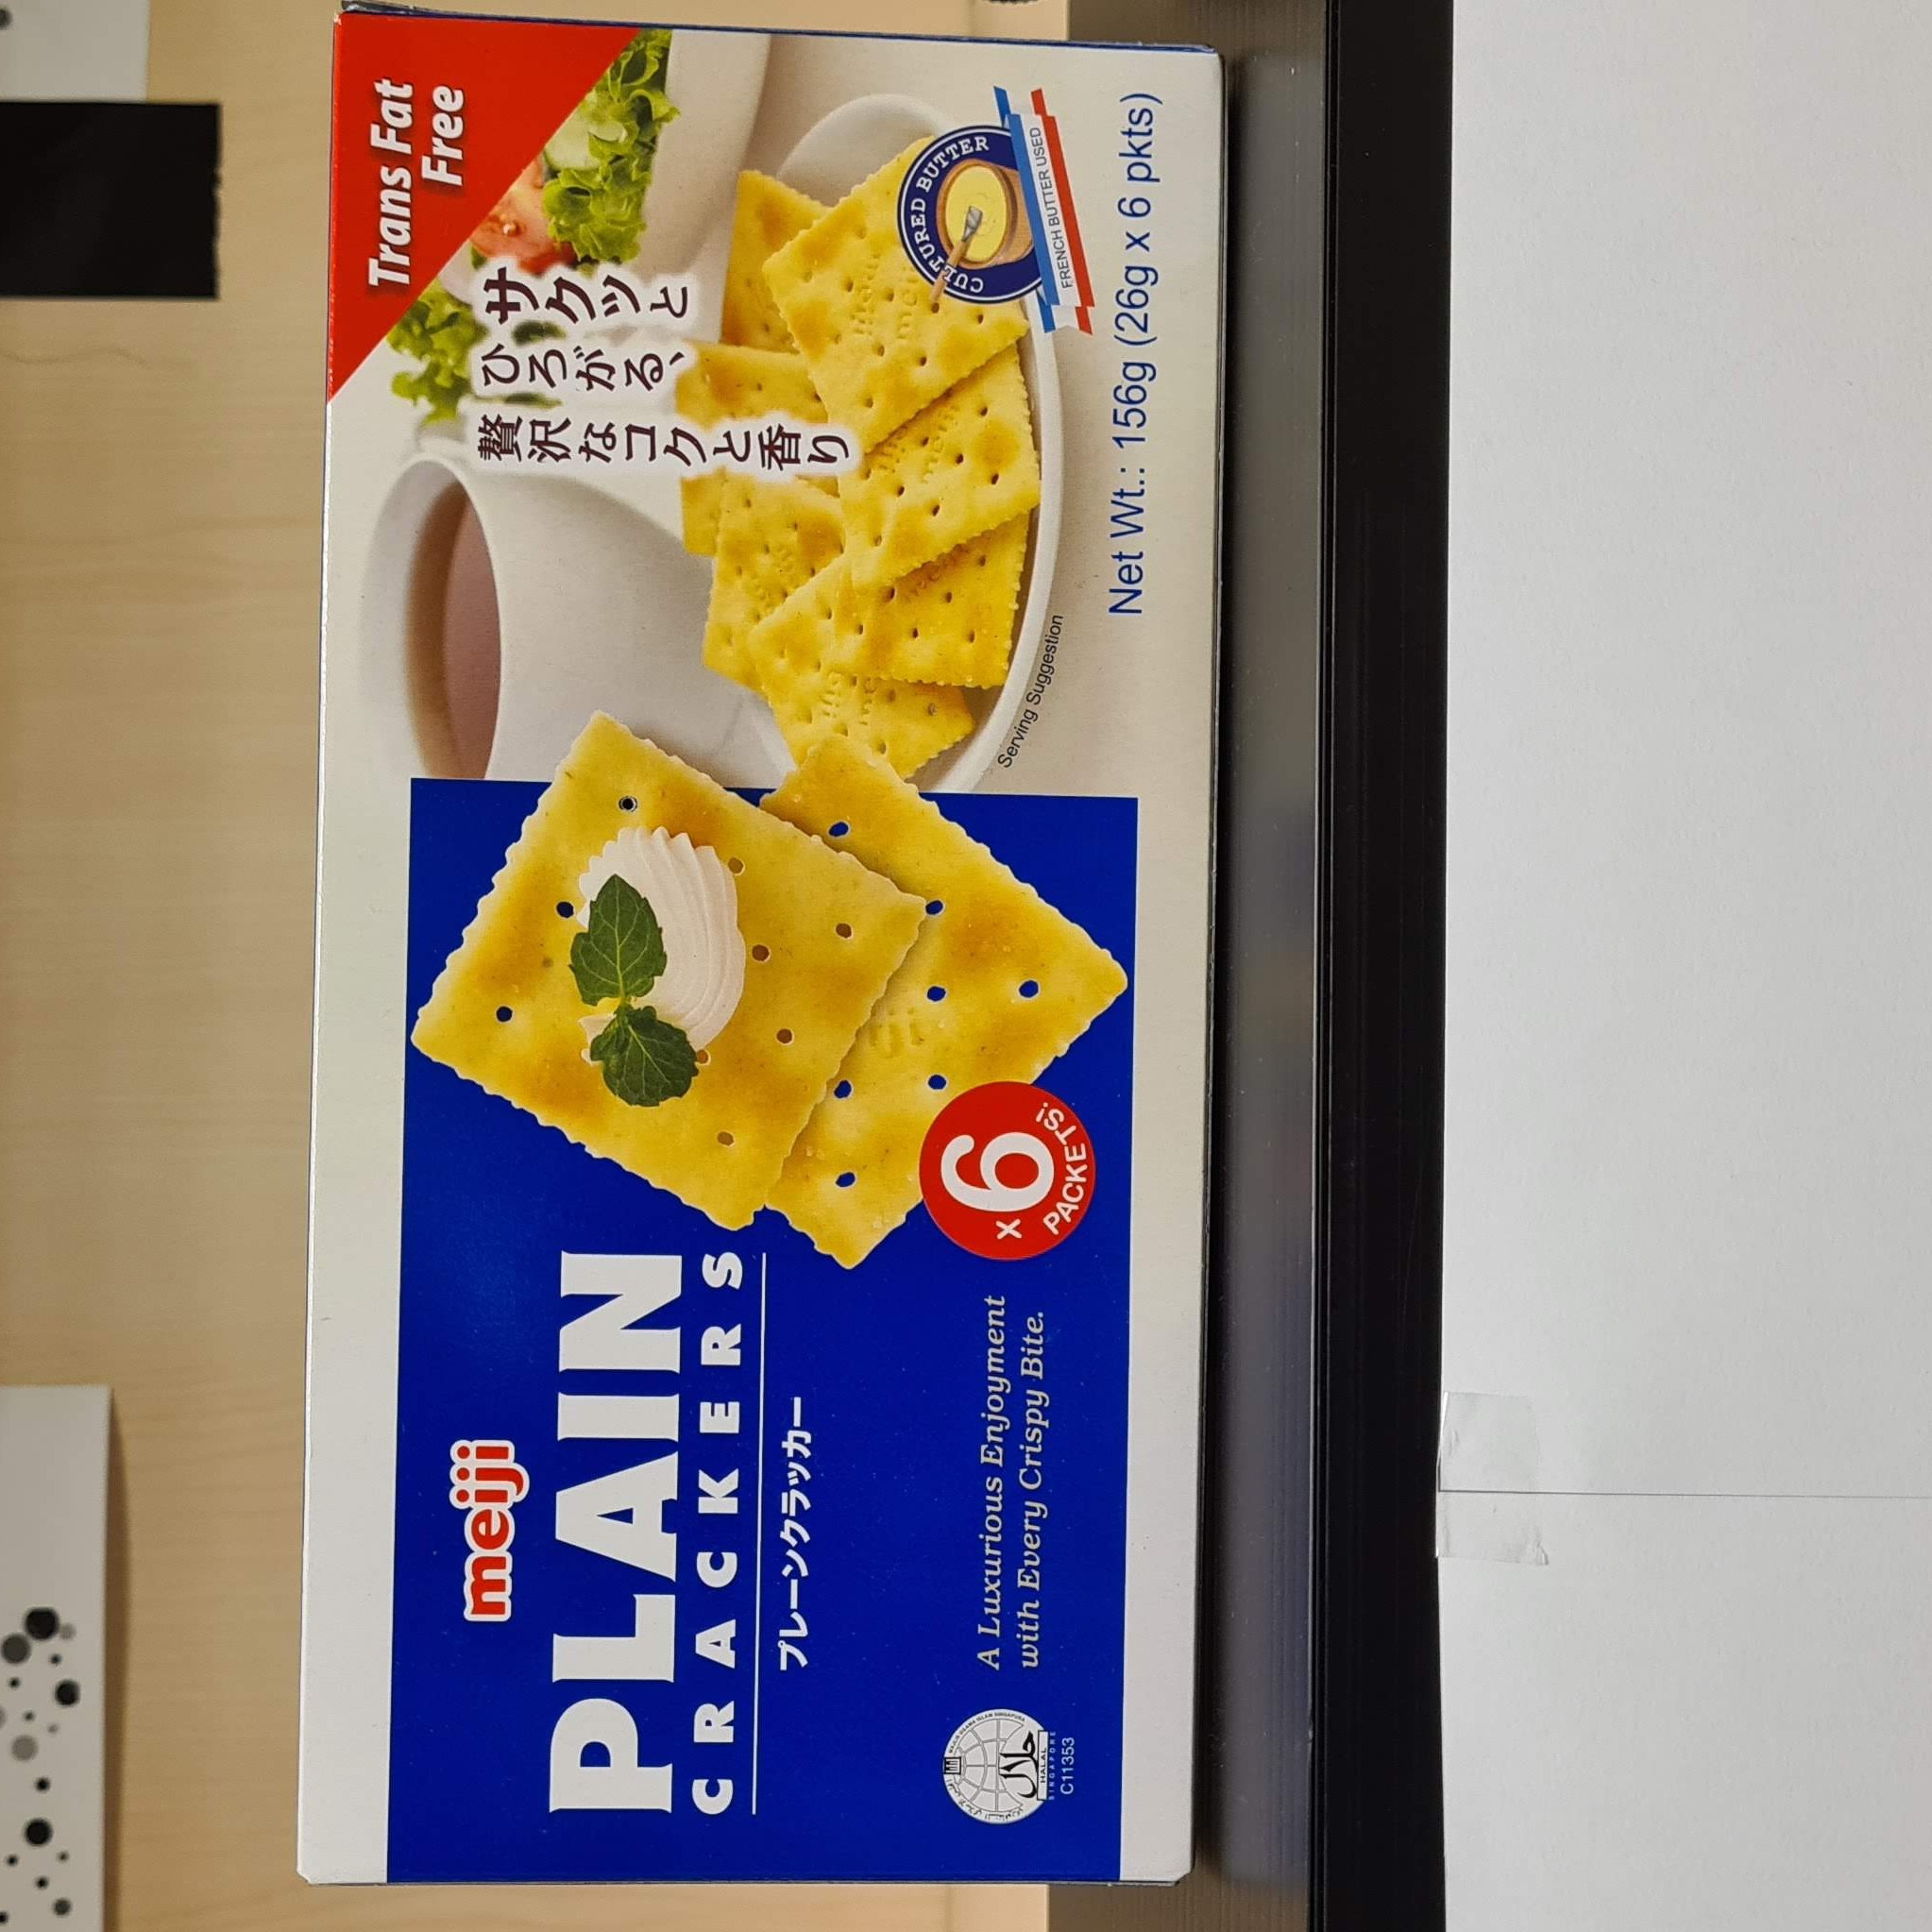 meiji
PLAIN
CRACKERS
プレーンクラッカー
حلال
HALAL
SINGAPORE
C11353
A Luxurious Enjoyment
with Every Crispy Bite.
x6
PACKETS!
Trans Fat
Free
サクッと
ひろがる、
贅沢なコクと香り
Serving Suggestion
CULTURED BUTTER
FRENCH BUTTER USED
Net Wt.: 156g (26g x 6 pkts)